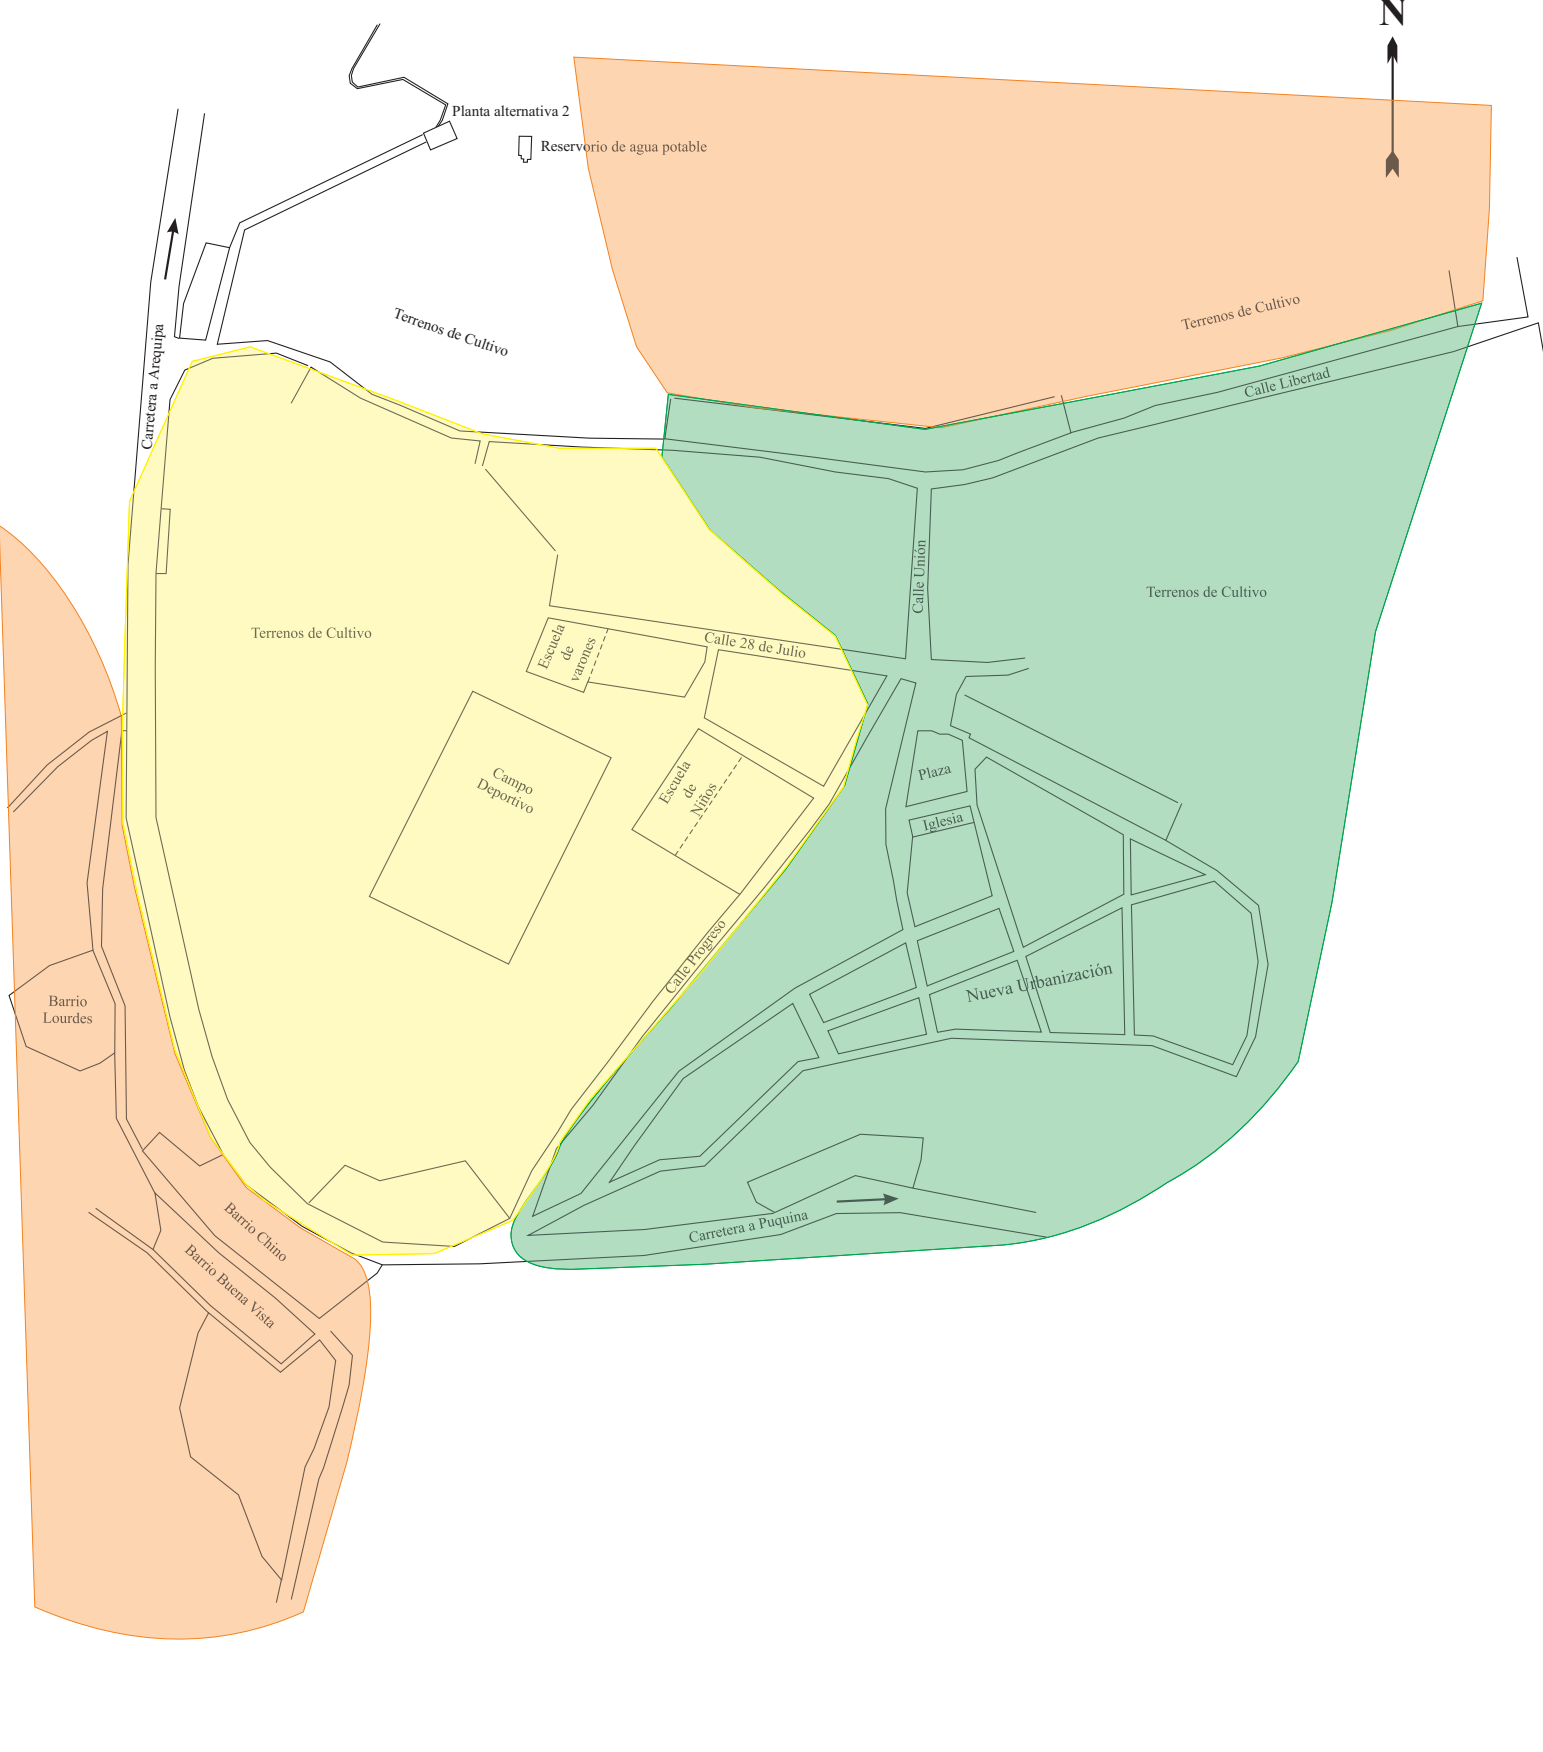 N
Planta alternativa 2
Reservorio de agua potable
Terrenos de Cultivo
Terrenos de Cultivo
Carretera a Arequipa
Calle Libertad
Calle Unión
Terrenos de Cultivo
Terrenos de Cultivo
Calle 28 de Julio
Escuela
de
varones
Campo
Deportivo
Escuela
de
Niños
Plaza
Iglesia
Calle Progreso
Nueva Urbanización
Barrio
Lourdes
Barrio Chino
Barrio Buena Vista
Carretera a Puquina